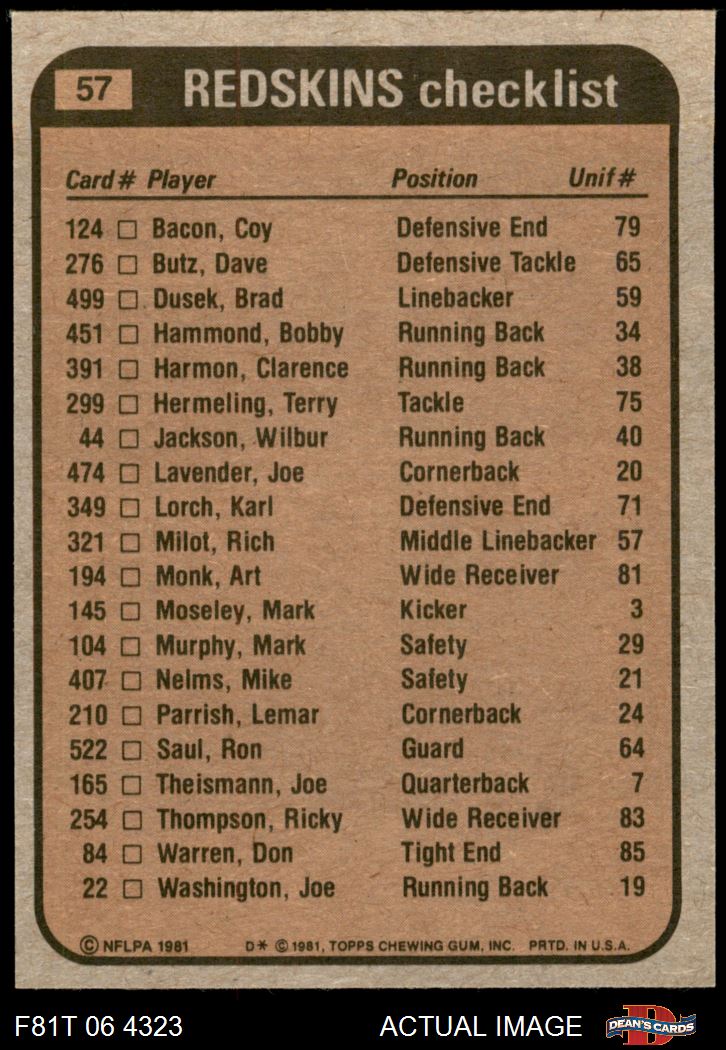 57 REDSKINS checklist
Card # Player Position Unif #
124 □ Bacon, Coy Defensive End 79
276 □ Butz, Dave Defensive Tackle 65
499 □ Dusek, Brad Linebacker 59
451 □ Hammond, Bobby Running Back 34
391 □ Harmon, Clarence Running Back 38
299 □ Hermeling, Terry Tackle 75
44 □ Jackson, Wilbur Running Back 40
474 □ Lavender, Joe Cornerback 20
349 □ Lorch, Karl Defensive End 71
321 □ Milot, Rich Middle Linebacker 57
194 □ Monk, Art Wide Receiver 81
145 □ Moseley, Mark Kicker 3
104 □ Murphy, Mark Safety 29
407 □ Nelms, Mike Safety 21
210 □ Parrish, Lemar Cornerback 24
522 □ Saul, Ron Guard 64
165 □ Theismann, Joe Quarterback 7
254 □ Thompson, Ricky Wide Receiver 83
84 □ Warren, Don Tight End 85
22 □ Washington, Joe Running Back 19
© NFLPA 1981 D* © 1981, TOPPS CHEWING GUM, INC. PRTD. IN U.S.A.
F81T 06 4323 ACTUAL IMAGE D DEAN'S CARDS